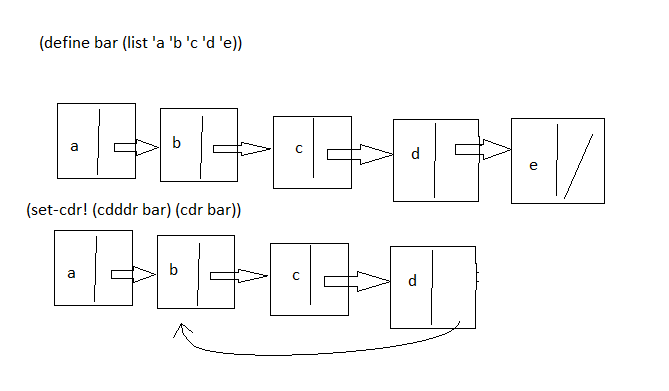 (define bar (list 'a 'b 'c 'd 'e))
a b c d e
(set-cdr! (cdddr bar) (cdr bar))
a b c d